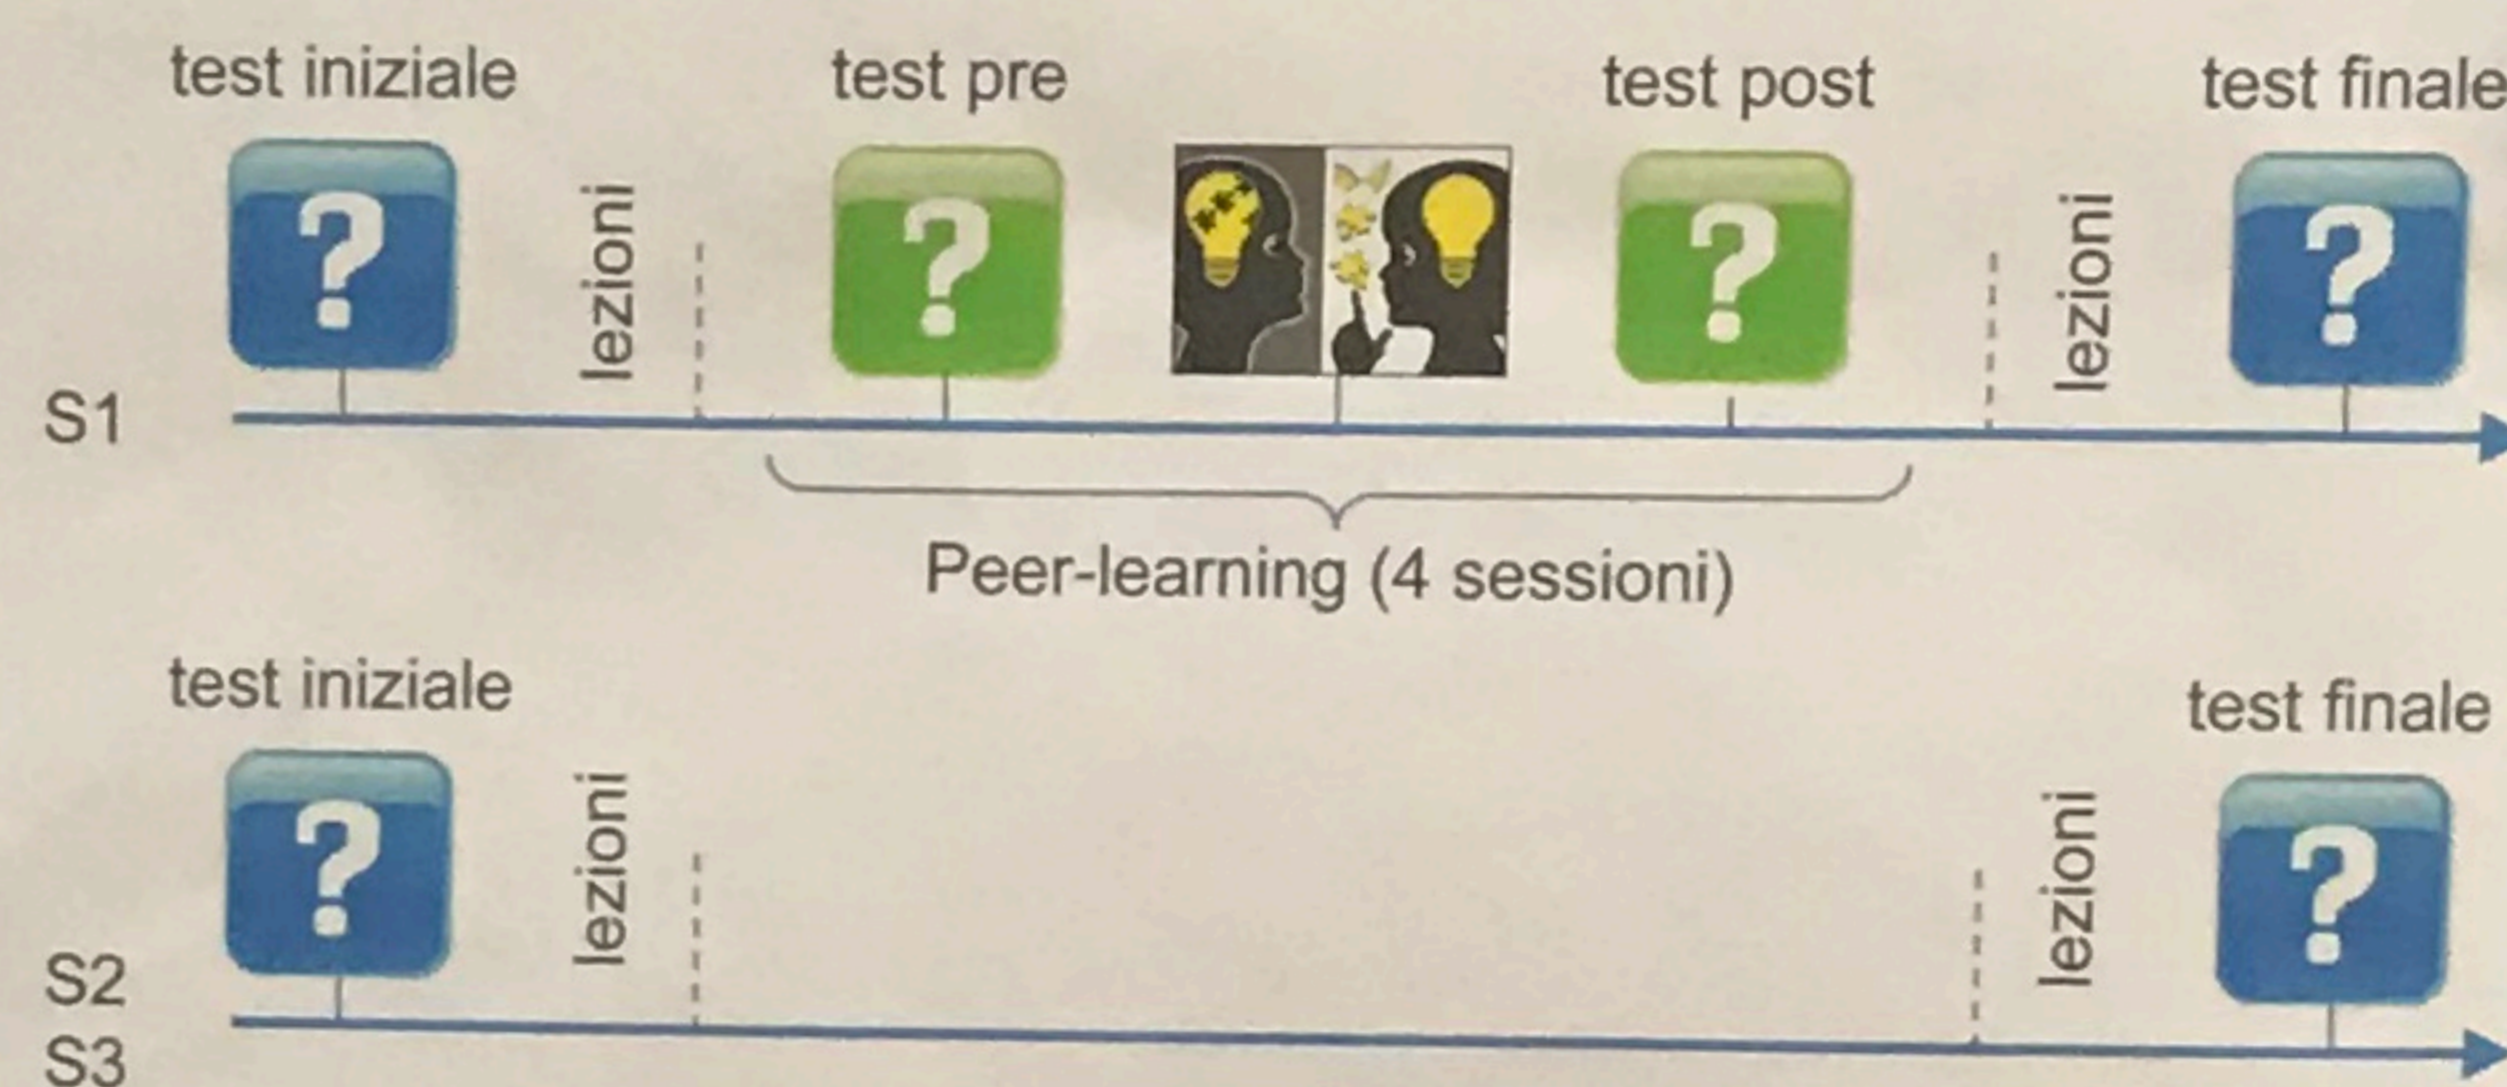 test iniziale
test pre
test post
test finale
?
?
?
?
lezioni
lezioni
S1
Peer-learning (4 sessioni)
test iniziale
test finale
?
?
lezioni
lezioni
S2
S3